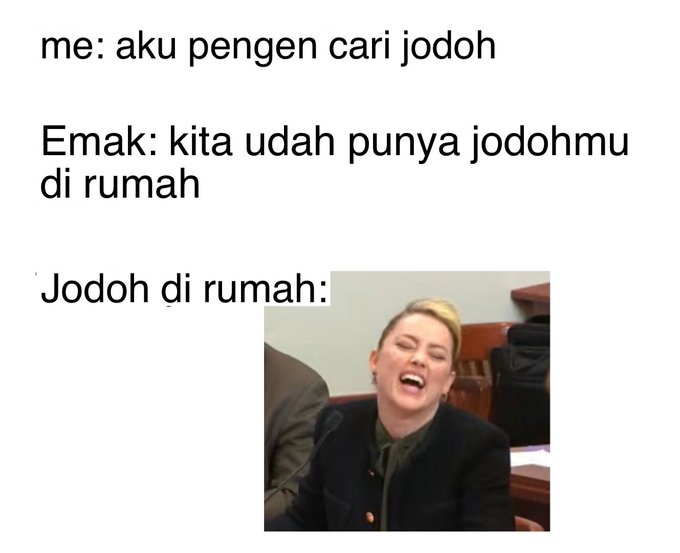 me: aku pengen cari jodoh
Emak: kita udah punya jodohmu
di rumah
Jodoh di rumah: